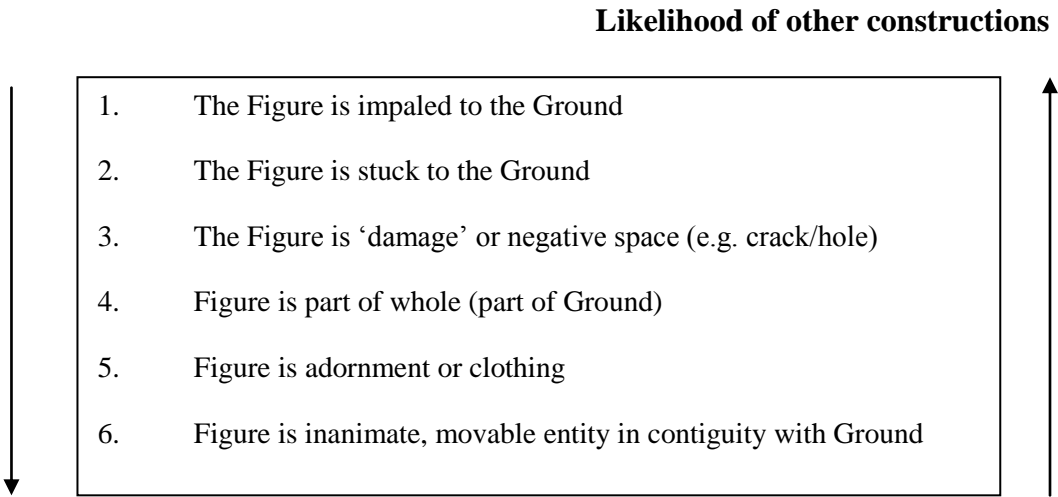 Likelihood of other constructions
1. The Figure is impaled to the Ground
2. The Figure is stuck to the Ground
3. The Figure is ‘damage’ or negative space (e.g. crack/hole)
4. Figure is part of whole (part of Ground)
5. Figure is adornment or clothing
6. Figure is inanimate, movable entity in contiguity with Ground